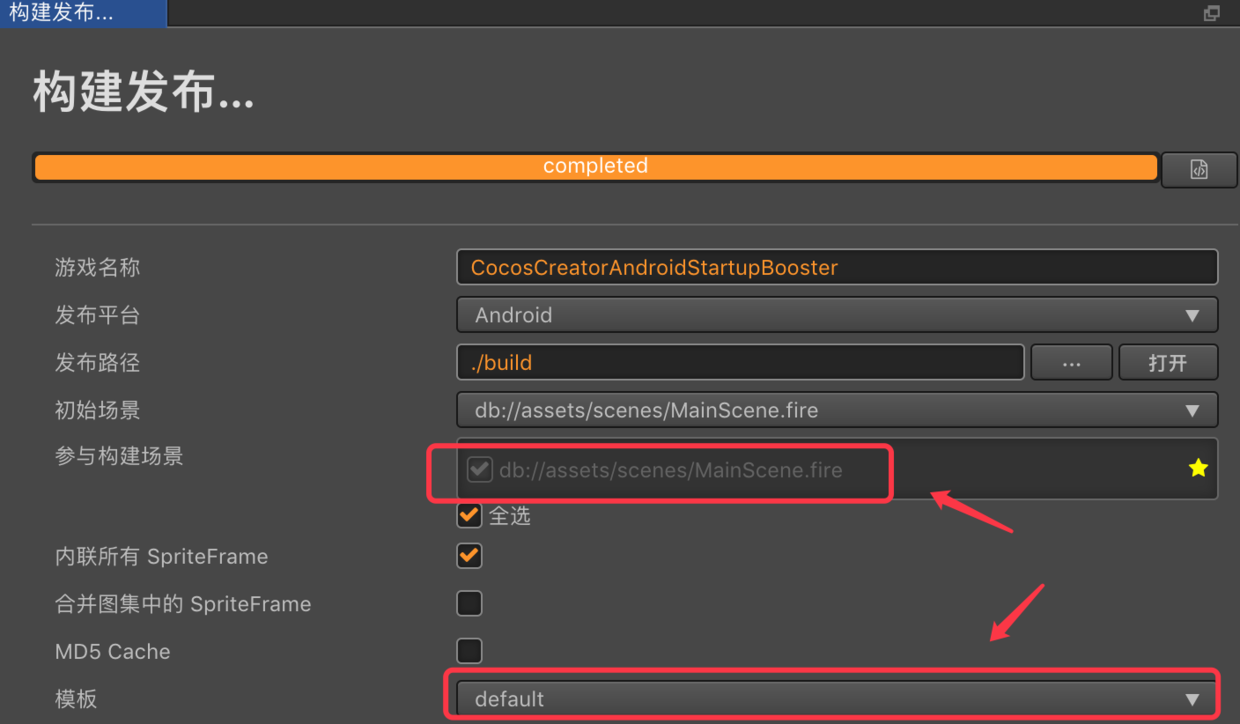 构建发布...
构建发布...
completed
游戏名称 CocosCreatorAndroidStartupBooster
发布平台 Android
发布路径 ./build ... 打开
初始场景 db://assets/scenes/MainScene.fire
参与构建场景 db://assets/scenes/MainScene.fire
全选
内联所有 SpriteFrame
合并图集中的 SpriteFrame
MD5 Cache
模板 default